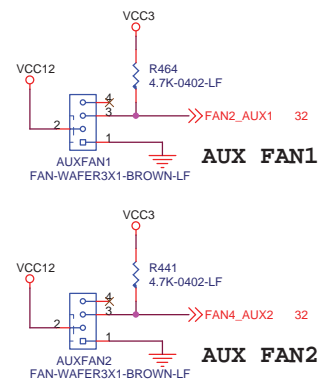 VCC3
VCC12
R464
4.7K-0402-LF
4
3
2
FAN2_AUX1 32
1
AUXFAN1
FAN-WAFER3X1-BROWN-LF
AUX FAN1
VCC3
VCC12
R441
4.7K-0402-LF
4
3
2
FAN4_AUX2 32
1
AUXFAN2
FAN-WAFER3X1-BROWN-LF
AUX FAN2